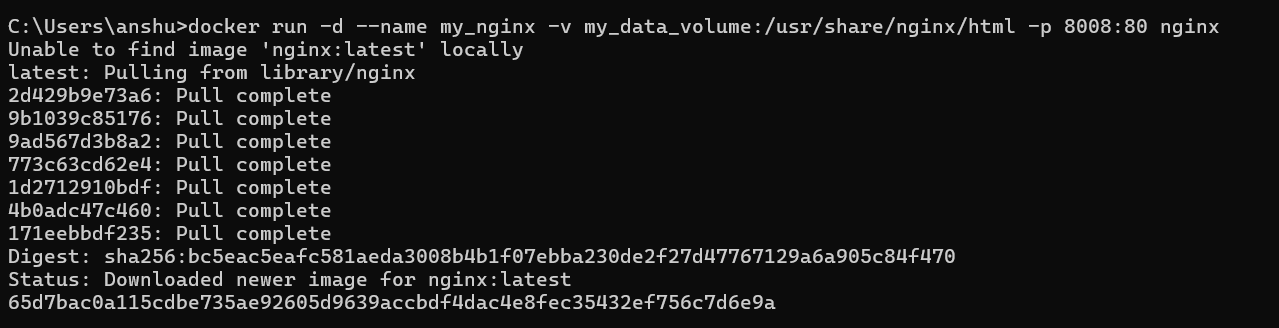 C:\Users\anshu>docker run -d --name my_nginx -v my_data_volume:/usr/share/nginx/html -p 8008:80 nginx
Unable to find image 'nginx:latest' locally
latest: Pulling from library/nginx
2d429b9e73a6: Pull complete
9b1039c85176: Pull complete
9ad567d3b8a2: Pull complete
773c63cd62e4: Pull complete
1d2712910bdf: Pull complete
4b0adc47c460: Pull complete
171eebbdf235: Pull complete
Digest: sha256:bc5eac5eafc581aeda3008b4b1f07ebba230de2f27d47767129a6a905c84f470
Status: Downloaded newer image for nginx:latest
65d7bac0a115cdbe735ae92605d9639accbdf4dac4e8fec35432ef756c7d6e9a